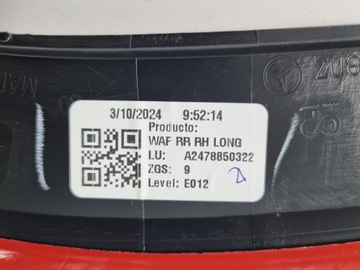 3/10/2024 9:52:14
Producto:
WAF RR RH LONG
LU: A2478850322
ZGS: 9
Level: E012